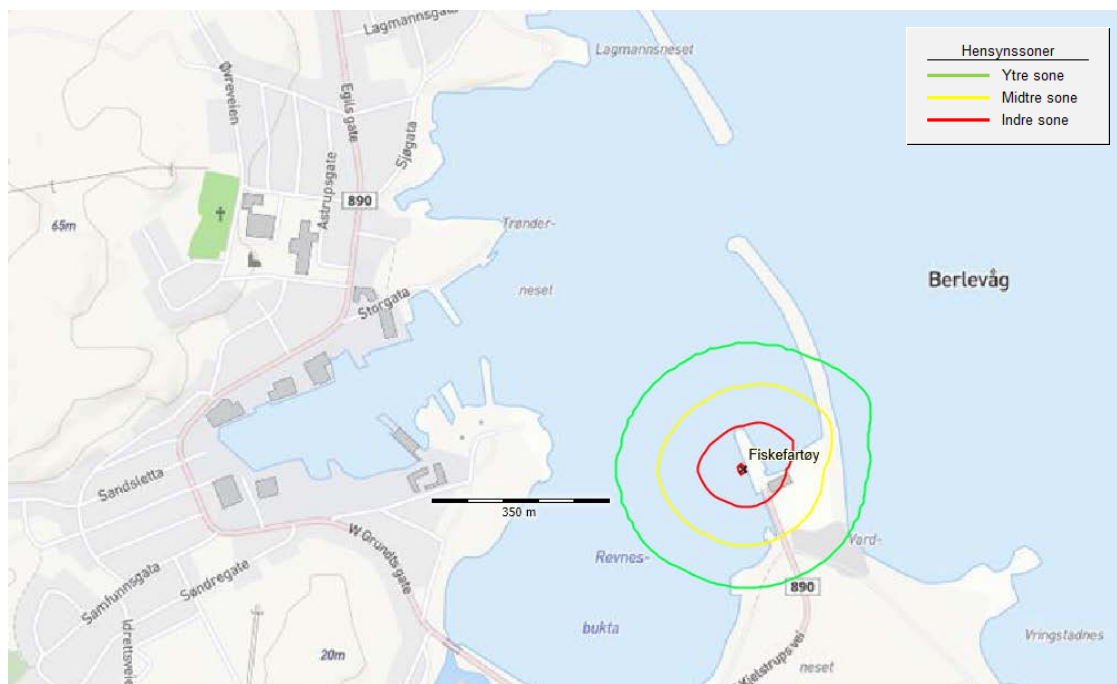 Lagmannsgata
Lagmannsneset
Hensynssoner
Ytre sone
Midtre sone
Indre sone
Øvreveien
Egils gate
Sjøgata
Astrupsgate
890
65m
Trønder-
neset
Berlevåg
Storgata
Fiskefartøy
Sandsletta
350 m
W Grundts gate
Revnes-
bukta
Vard-
neset
890
Samfunnsgata
Søndregate
Idrettsveien
20m
Kjelstrups vei
Vringstadnes